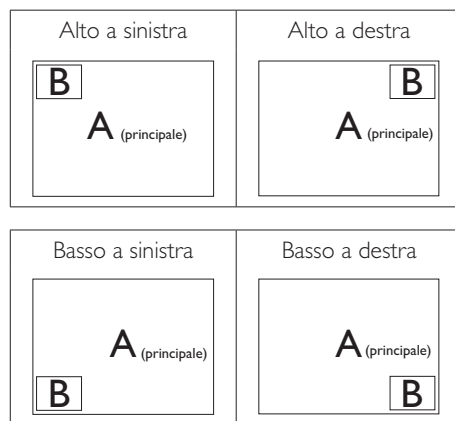 Alto a sinistra
B
A (principale)
Alto a destra
B
A (principale)
Basso a sinistra
A (principale)
B
Basso a destra
A (principale)
B